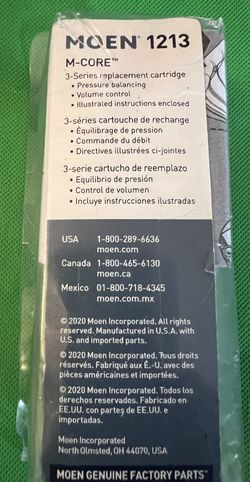 MOEN® 1213
M-CORE™
3-Series replacement cartridge
• Pressure balancing
• Volume control
• Illustrated instructions enclosed
3-séries cartouche de rechange
• Équilibrage de pression
• Commande du débit
• Directives illustrées ci-jointes
3-serie cartucho de reemplazo
• Equilibrio de presión
• Control de volumen
• Incluye instrucciones ilustradas
USA 1-800-289-6636
moen.com
Canada 1-800-465-6130
moen.ca
Mexico 01-800-718-4345
moen.com.mx
© 2020 Moen Incorporated. All rights
reserved. Manufactured in U.S.A. with
U.S. and imported parts.
© 2020 Moen Incorporated. Tous droits
réservés. Fabriqué aux É.-U. avec des
pièces américaines et importées.
© 2020 Moen Incorporated. Todos los
derechos reservados. Fabricado en
EE.UU. con partes de EE.UU. e
importadas.
Moen Incorporated
North Olmsted, OH 44070, USA
MOEN GENUINE FACTORY PARTS™